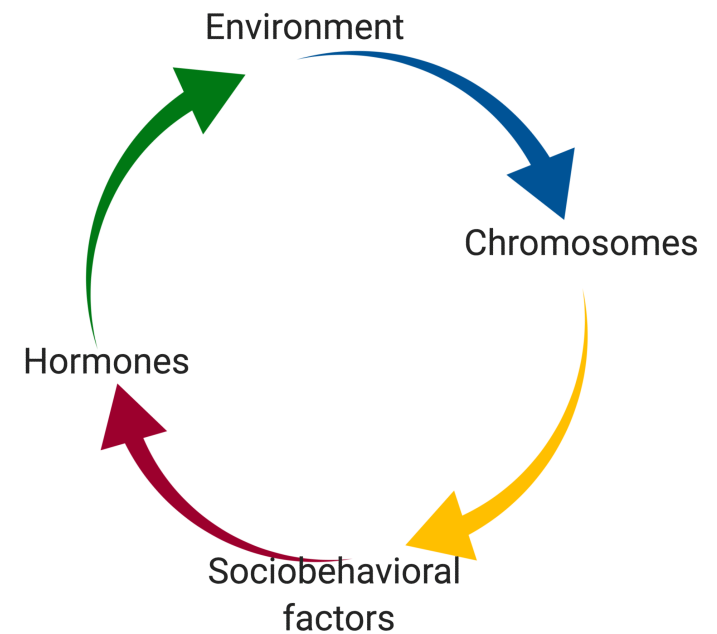 Environment
Chromosomes
Hormones
Sociobehavioral
factors